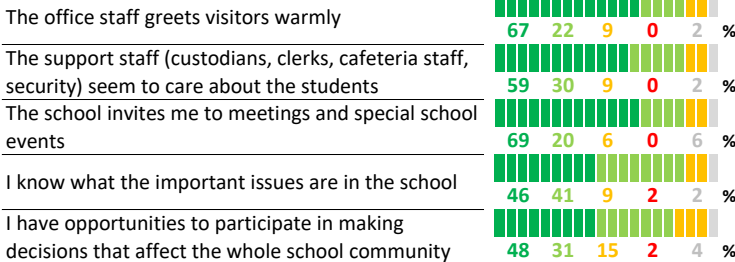 The office staff greets visitors warmly
67 22 9 0 2 %
The support staff (custodians, clerks, cafeteria staff,
security) seem to care about the students
59 30 9 0 2 %
The school invites me to meetings and special school
events
69 20 6 0 6 %
I know what the important issues are in the school
46 41 9 2 2 %
I have opportunities to participate in making
decisions that affect the whole school community
48 31 15 2 4 %